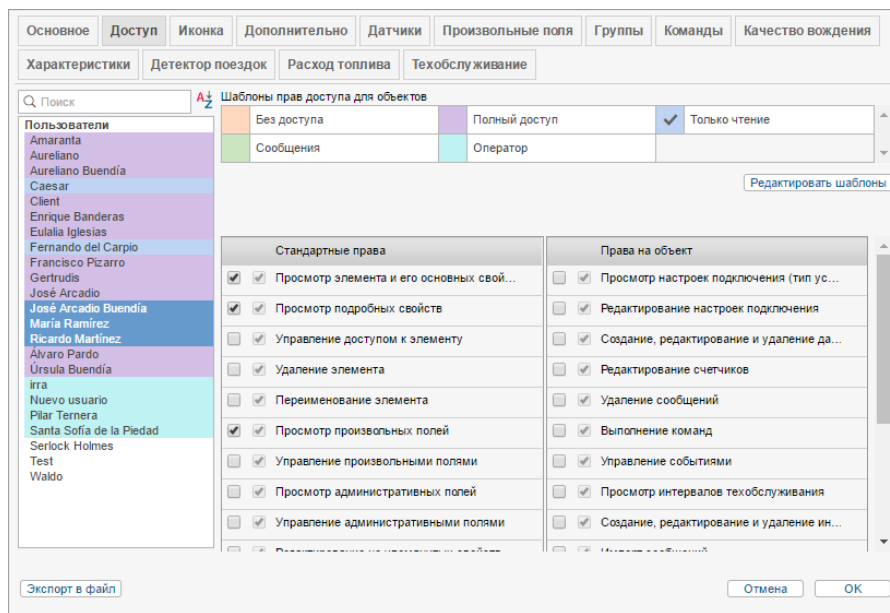 Основное Доступ Иконка Дополнительно Датчики Произвольные поля Группы Команды Качество вождения
Характеристики Детектор поездок Расход топлива Техобслуживание
Поиск
Пользователи
Amaranta
Aureliano
Aureliano Buendía
Caesar
Client
Enrique Banderas
Eulalia Iglesias
Fernando del Carpio
Francisco Pizarro
Gertrudis
José Arcadio
José Arcadio Buendía
María Ramírez
Ricardo Martínez
Álvaro Pardo
Úrsula Buendía
irra
Nuevo usuario
Pilar Ternera
Santa Sofía de la Piedad
Serlock Holmes
Test
Waldo
Шаблоны прав доступа для объектов
Без доступа Полный доступ Только чтение
Сообщения Оператор
Редактировать шаблоны
Стандартные права Права на объект
Просмотр элемента и его основных свой... Просмотр настроек подключения (тип ус...
Просмотр подробных свойств Редактирование настроек подключения
Управление доступом к элементу Создание, редактирование и удаление да...
Удаление элемента Редактирование счетчиков
Переименование элемента Удаление сообщений
Просмотр произвольных полей Выполнение команд
Управление произвольными полями Управление событиями
Просмотр административных полей Просмотр интервалов техобслуживания
Управление административными полями Создание, редактирование и удаление ин...
Экспорт в файл Отмена OK